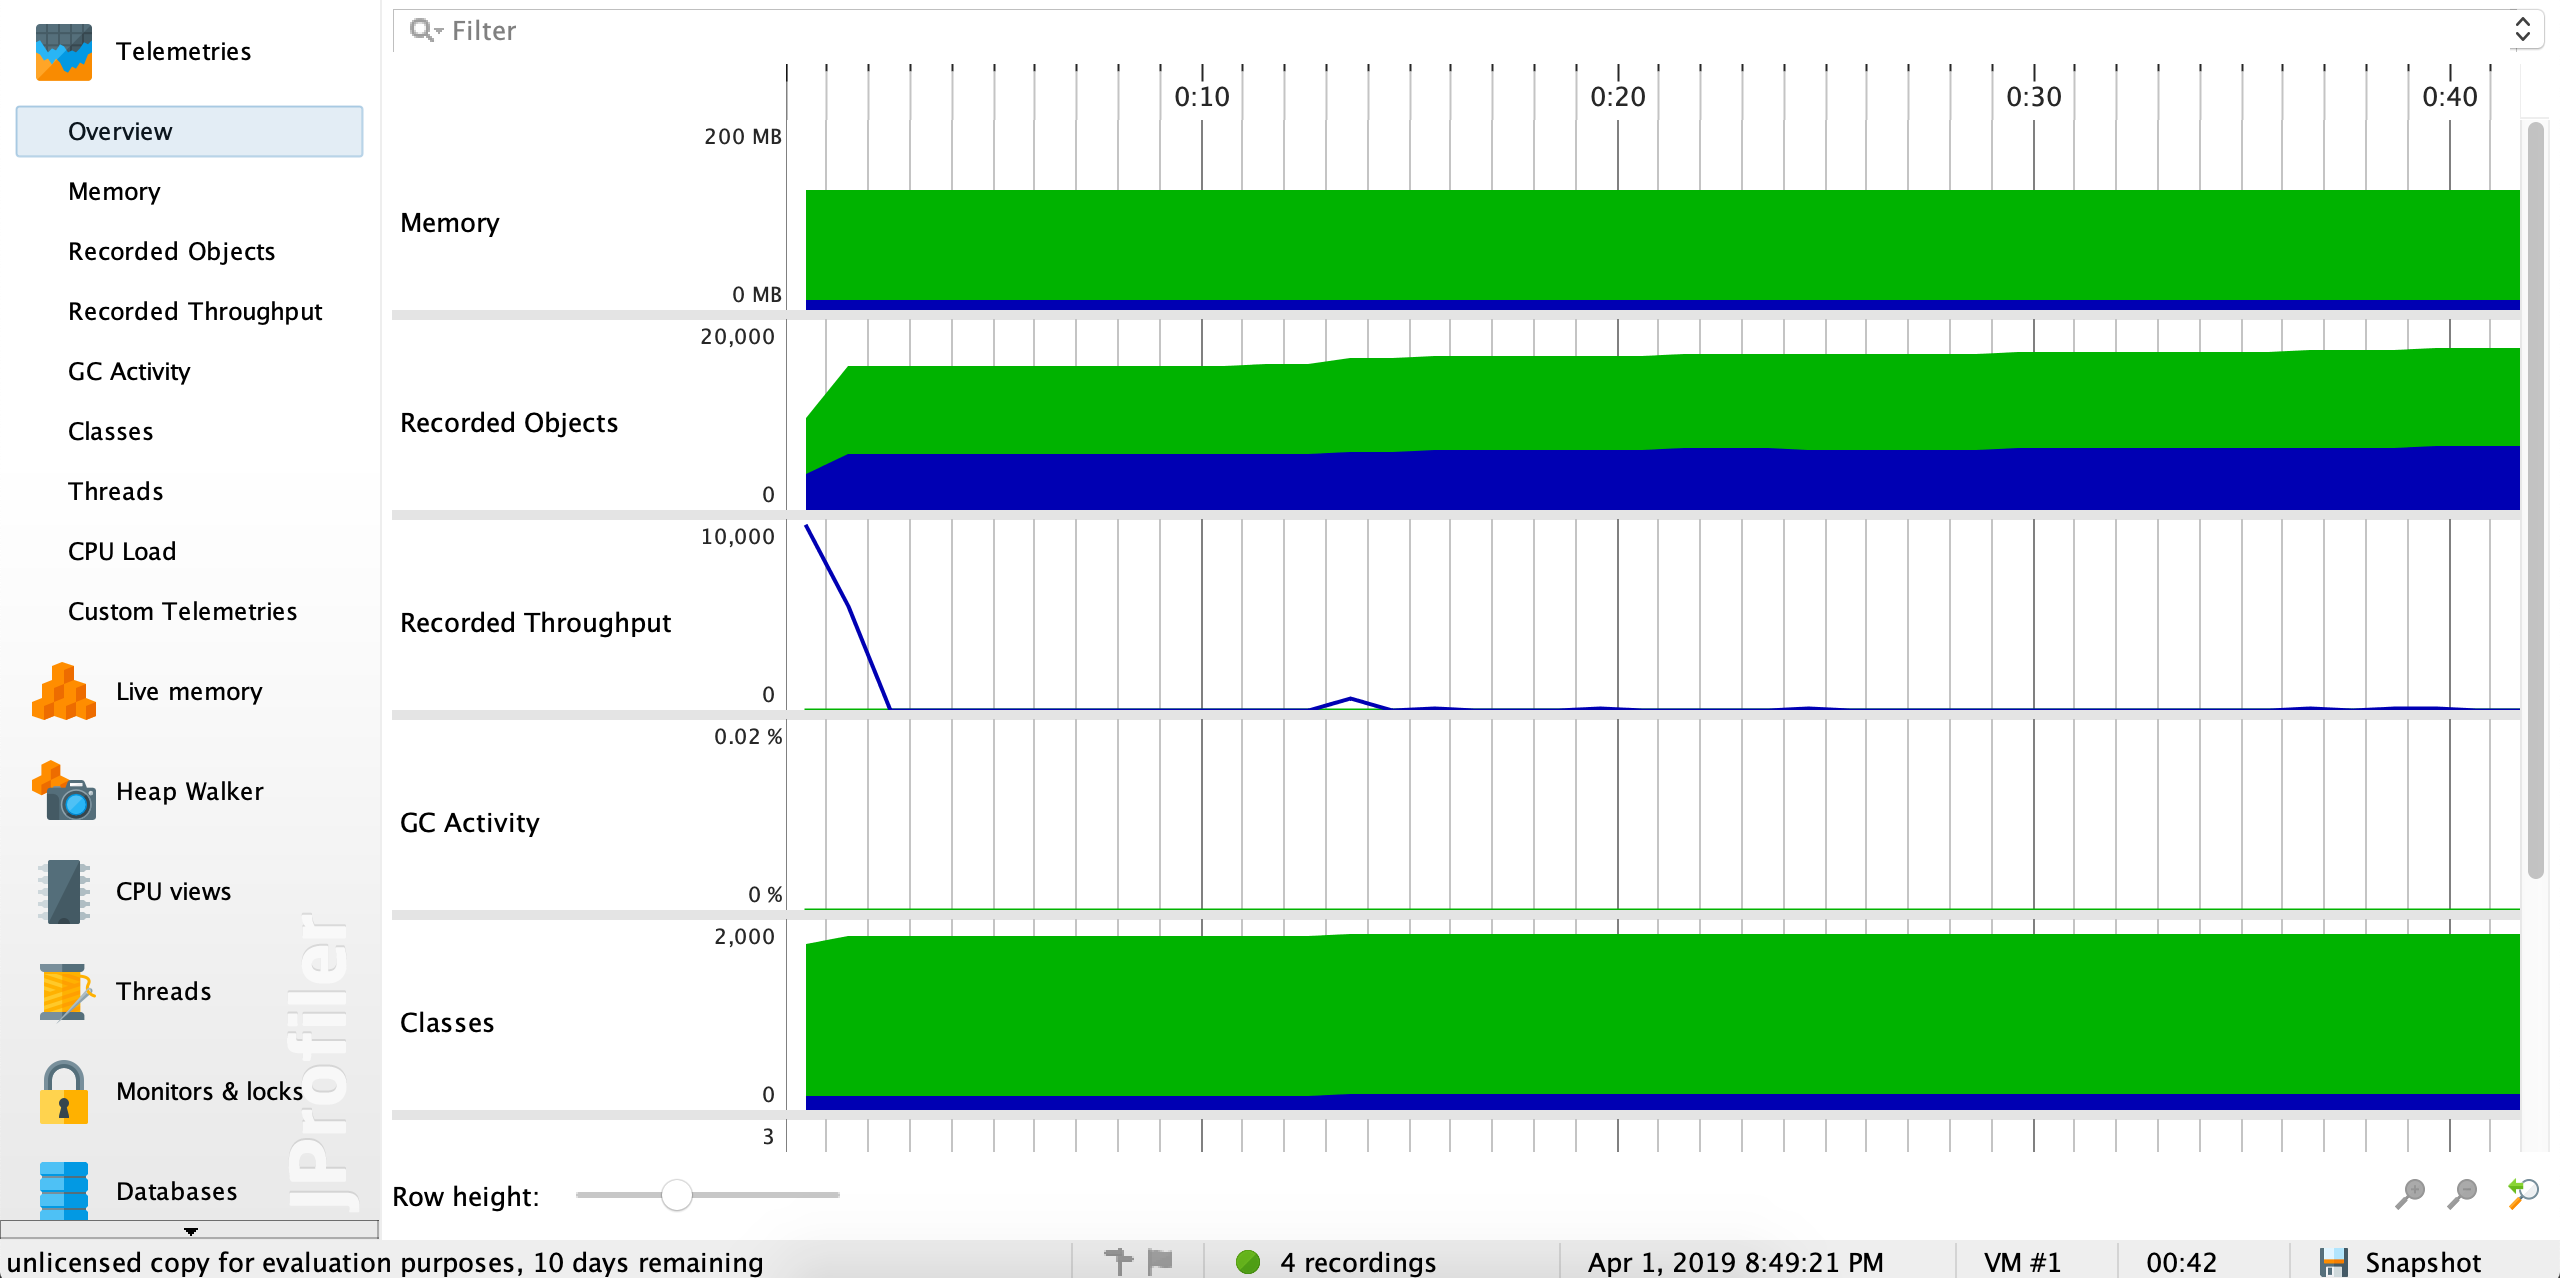 Telemetries
Overview
Memory
Recorded Objects
Recorded Throughput
GC Activity
Classes
Threads
CPU Load
Custom Telemetries
Live memory
Heap Walker
CPU views
Threads
Monitors & locks
Databases
JProfiler
Filter
0:10 0:20 0:30 0:40
200 MB
Memory
0 MB
20,000
Recorded Objects
0
10,000
Recorded Throughput
0
0.02 %
GC Activity
0 %
2,000
Classes
0
3
Row height:
unlicensed copy for evaluation purposes, 10 days remaining 4 recordings Apr 1, 2019 8:49:21 PM VM #1 00:42 Snapshot